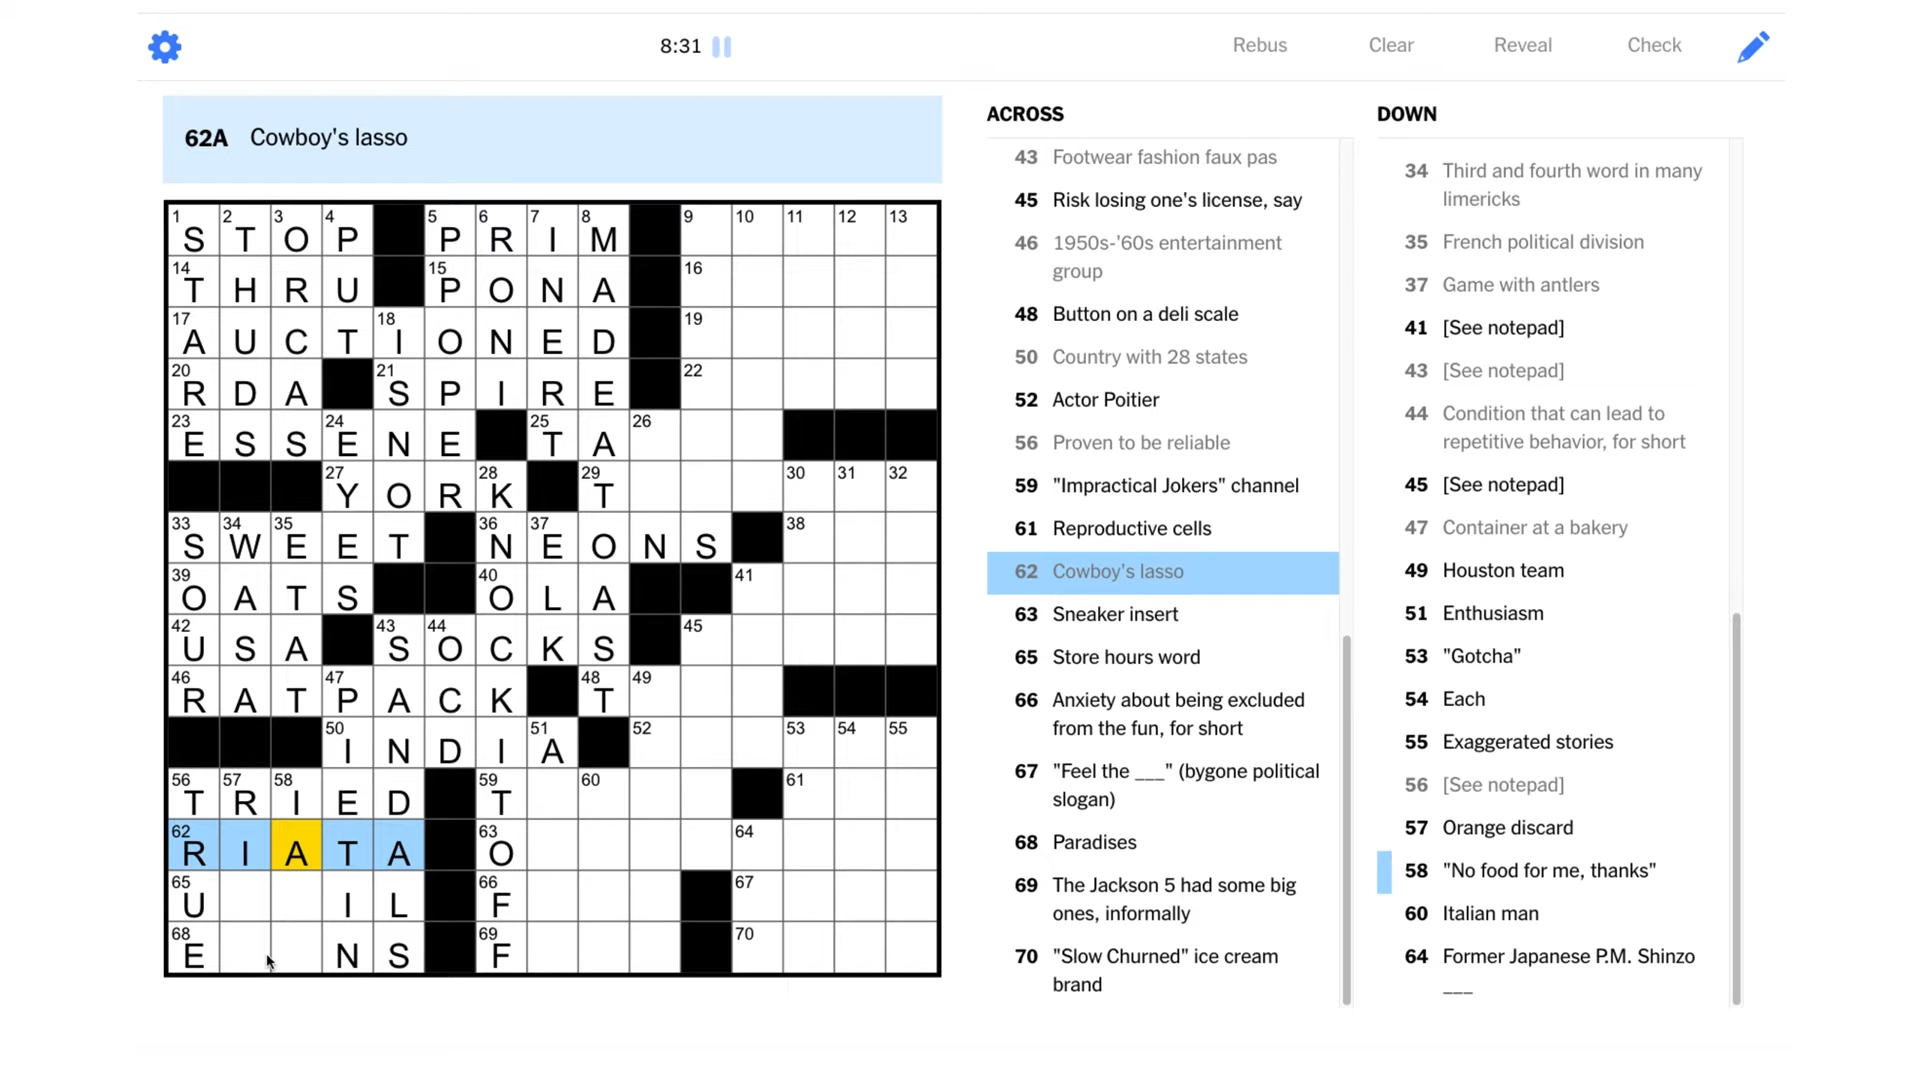 8:31
Rebus Clear Reveal Check
62A Cowboy's lasso
1 2 3 4 5 6 7 8 9 10 11 12 13
S T O P P R I M
14 15 16
T H R U P O N A
17 18 19
A U C T I O N E D
20 21 22
R D A S P I R E
23 24 25 26
E S S E N E T A
27 28 29 30 31 32
Y O R K T
33 34 35 36 37 38
S W E E T N E O N S
39 40 41
O A T S O L A
42 43 44 45
U S A S O C K S
46 47 48 49
R A T P A C K T
50 51 52 53 54 55
I N D I A
56 57 58 59 60 61
T R I E D T
62 63 64
R I A T A O
65 66 67
U I L F
68 69 70
E N S F
ACROSS
43 Footwear fashion faux pas
45 Risk losing one's license, say
46 1950s-'60s entertainment
group
48 Button on a deli scale
50 Country with 28 states
52 Actor Poitier
56 Proven to be reliable
59 "Impractical Jokers" channel
61 Reproductive cells
62 Cowboy's lasso
63 Sneaker insert
65 Store hours word
66 Anxiety about being excluded
from the fun, for short
67 "Feel the ___" (bygone political
slogan)
68 Paradises
69 The Jackson 5 had some big
ones, informally
70 "Slow Churned" ice cream
brand
DOWN
34 Third and fourth word in many
limericks
35 French political division
37 Game with antlers
41 [See notepad]
43 [See notepad]
44 Condition that can lead to
repetitive behavior, for short
45 [See notepad]
47 Container at a bakery
49 Houston team
51 Enthusiasm
53 "Gotcha"
54 Each
55 Exaggerated stories
56 [See notepad]
57 Orange discard
58 "No food for me, thanks"
60 Italian man
64 Former Japanese P.M. Shinzo
___